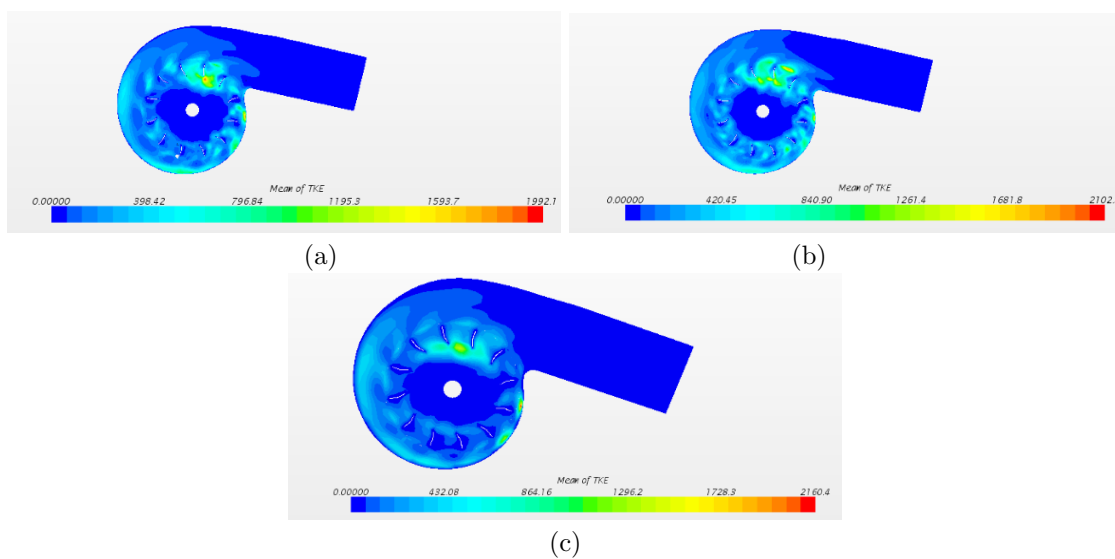 Mean of TKE
0.00000 398.42 796.84 1195.3 1593.7 1992.1
(a)
Mean of TKE
0.00000 420.45 840.90 1261.4 1681.8 2102.
(b)
Mean of TKE
0.00000 432.08 864.16 1296.2 1728.3 2160.4
(c)